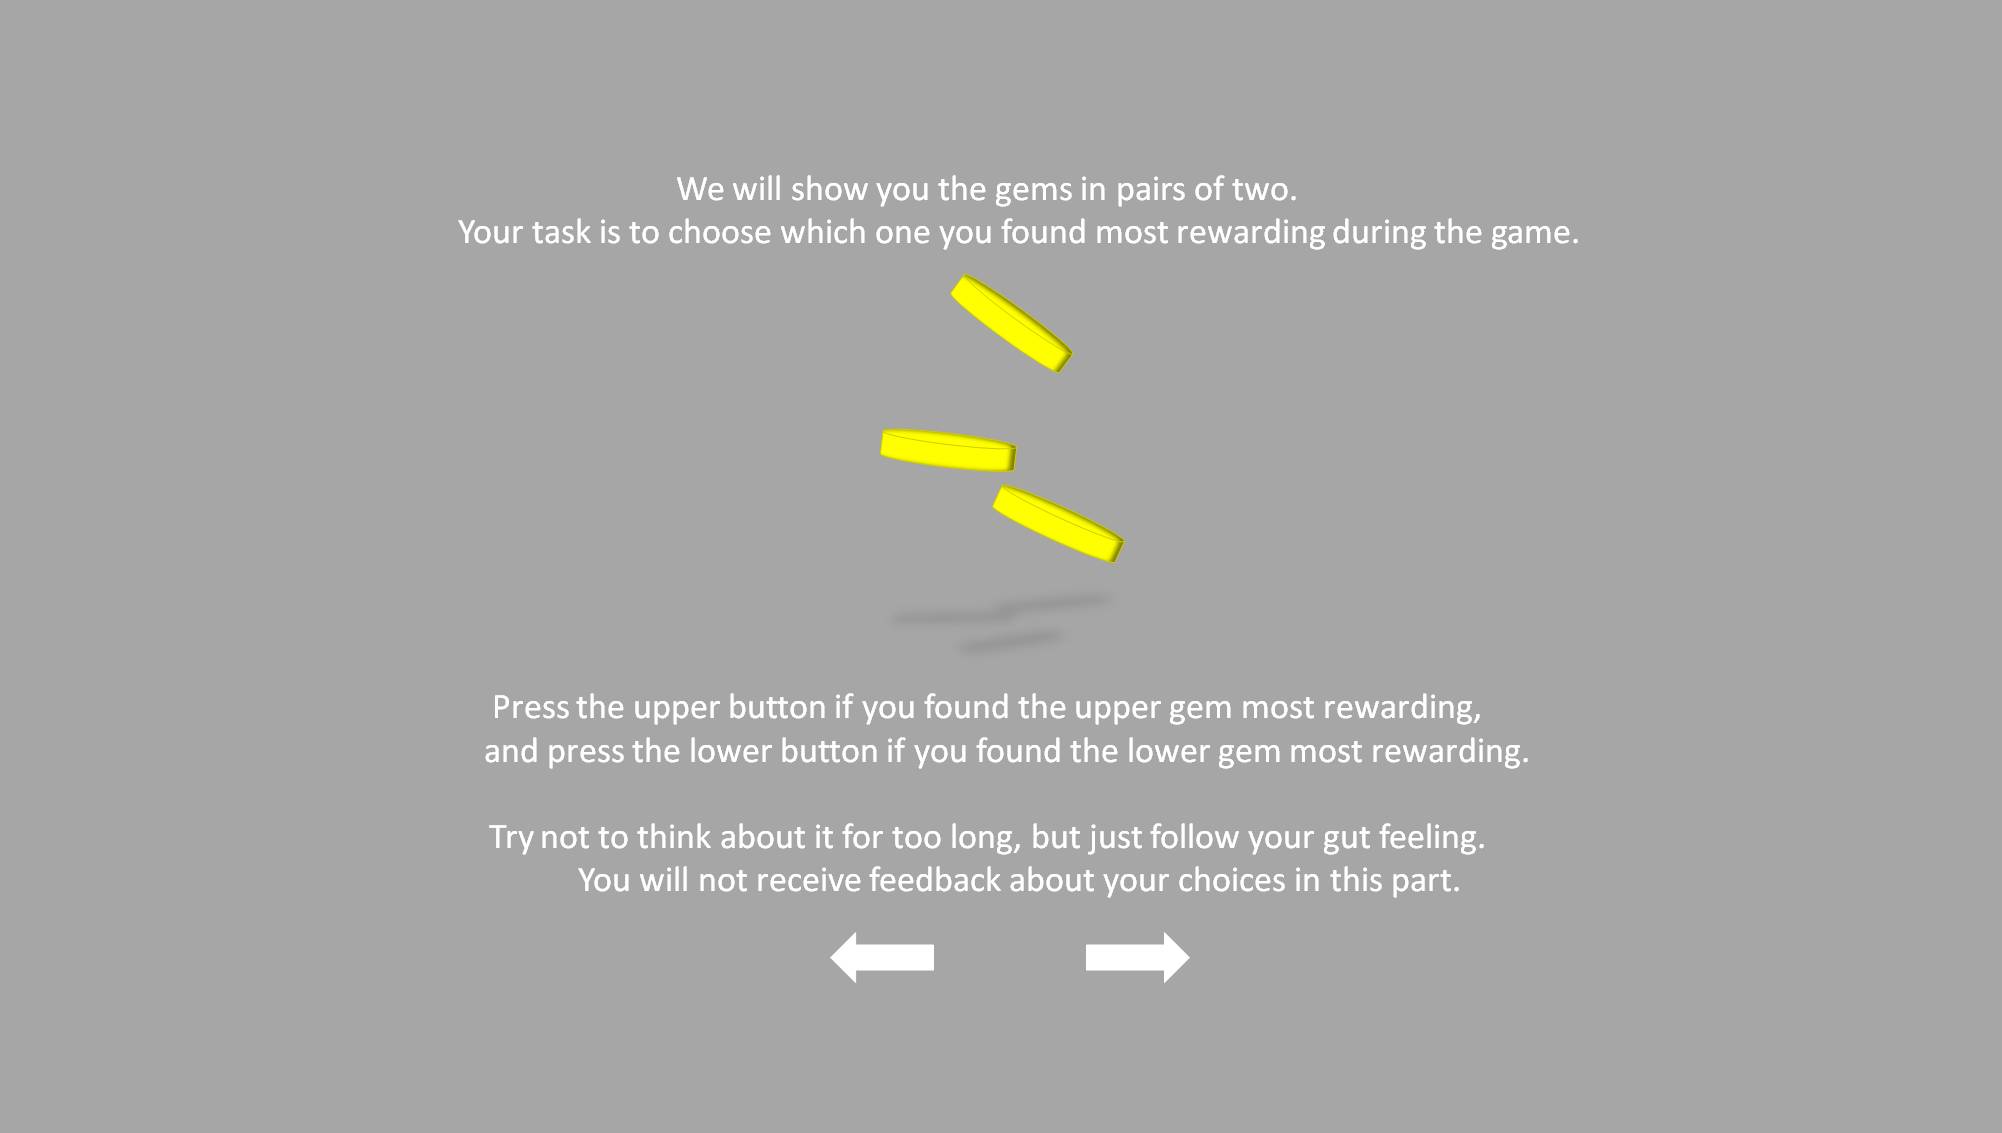 We will show you the gems in pairs of two.
Your task is to choose which one you found most rewarding during the game.
Press the upper button if you found the upper gem most rewarding,
and press the lower button if you found the lower gem most rewarding.
Try not to think about it for too long, but just follow your gut feeling.
You will not receive feedback about your choices in this part.